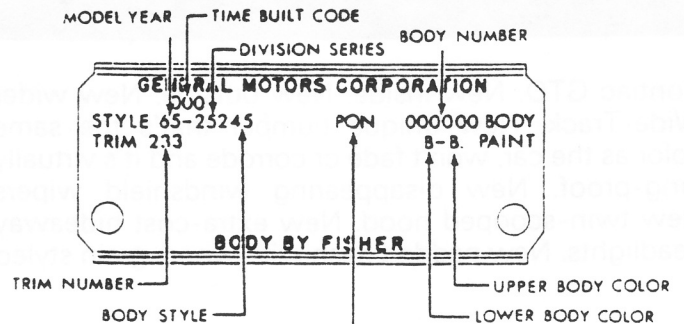 MODEL YEAR TIME BUILT CODE
DIVISION SERIES
BODY NUMBER
GENERAL MOTORS CORPORATION
000
STYLE 65-25245 PON 000000 BODY
TRIM 233 B-B. PAINT
BODY BY FISHER
TRIM NUMBER
UPPER BODY COLOR
BODY STYLE
LOWER BODY COLOR